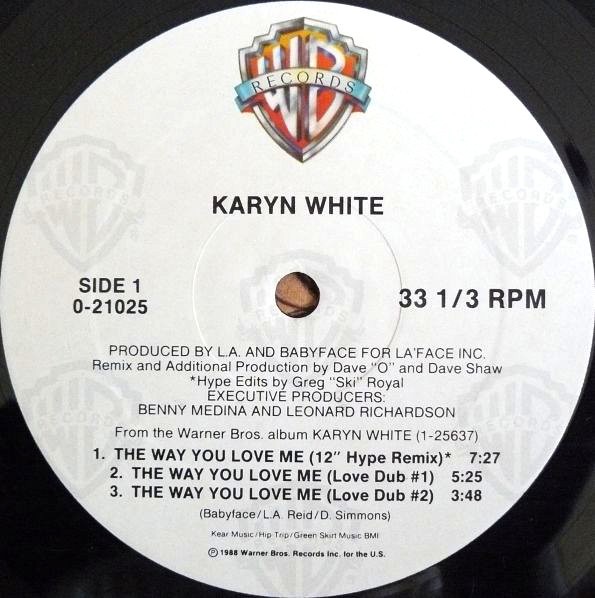 WB
RECORDS
KARYN WHITE
SIDE 1
0-21025
33 1/3 RPM
PRODUCED BY L.A. AND BABYFACE FOR LA'FACE INC.
Remix and Additional Production by Dave "O" and Dave Shaw
*Hype Edits by Greg "Ski" Royal
EXECUTIVE PRODUCERS:
BENNY MEDINA AND LEONARD RICHARDSON
From the Warner Bros. album KARYN WHITE (1-25637)
1. THE WAY YOU LOVE ME (12" Hype Remix)* 7:27
2. THE WAY YOU LOVE ME (Love Dub #1) 5:25
3. THE WAY YOU LOVE ME (Love Dub #2) 3:48
(Babyface/L.A. Reid/D. Simmons)
Kear Music/Hip Trip/Green Skirt Music BMI
℗ 1988 Warner Bros. Records Inc. for the U.S.